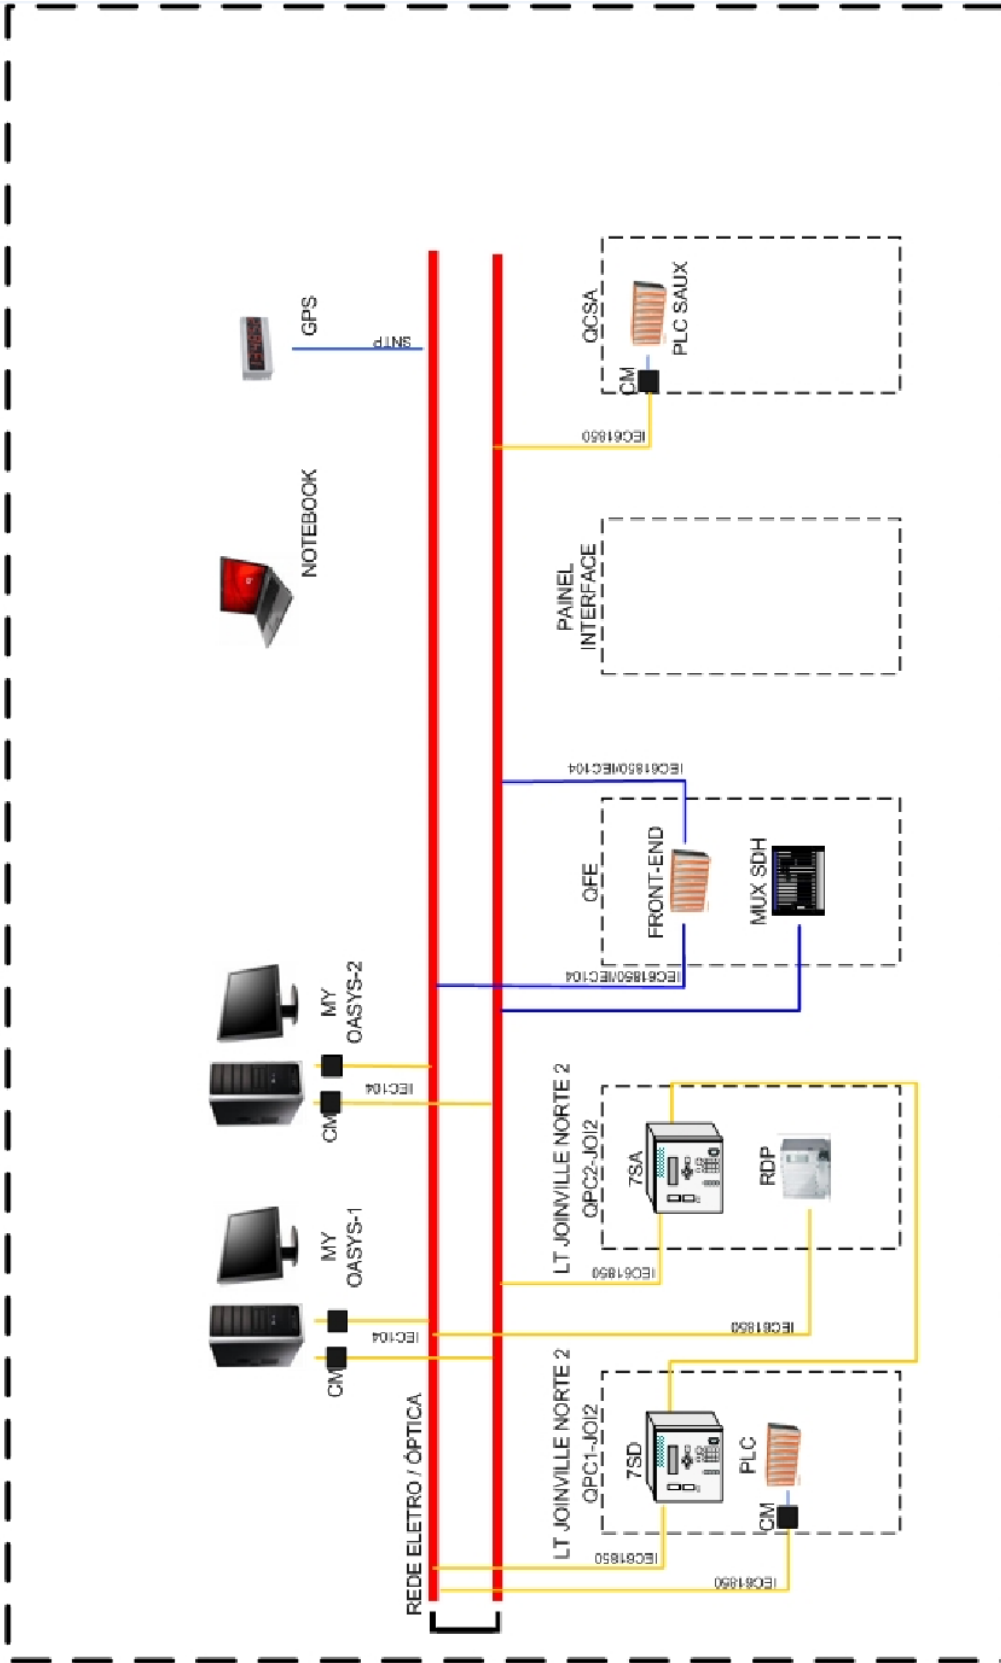 MY
OASYS-1
CM
IEC104
MY
OASYS-2
CM
IEC104
NOTEBOOK
GPS
SNTP
REDE ELETRO / ÓPTICA
LT JOINVILLE NORTE 2
QPC1-JOI2
7SD
PLC
CM
IEC61850
IEC61850
LT JOINVILLE NORTE 2
QPC2-JOI2
7SA
RDP
IEC61850
IEC61850
QFE
FRONT-END
MUX SDH
IEC61850/IEC104
IEC61850/IEC104
PAINEL
INTERFACE
QCSA
PLC SAUX
CM
IEC61850